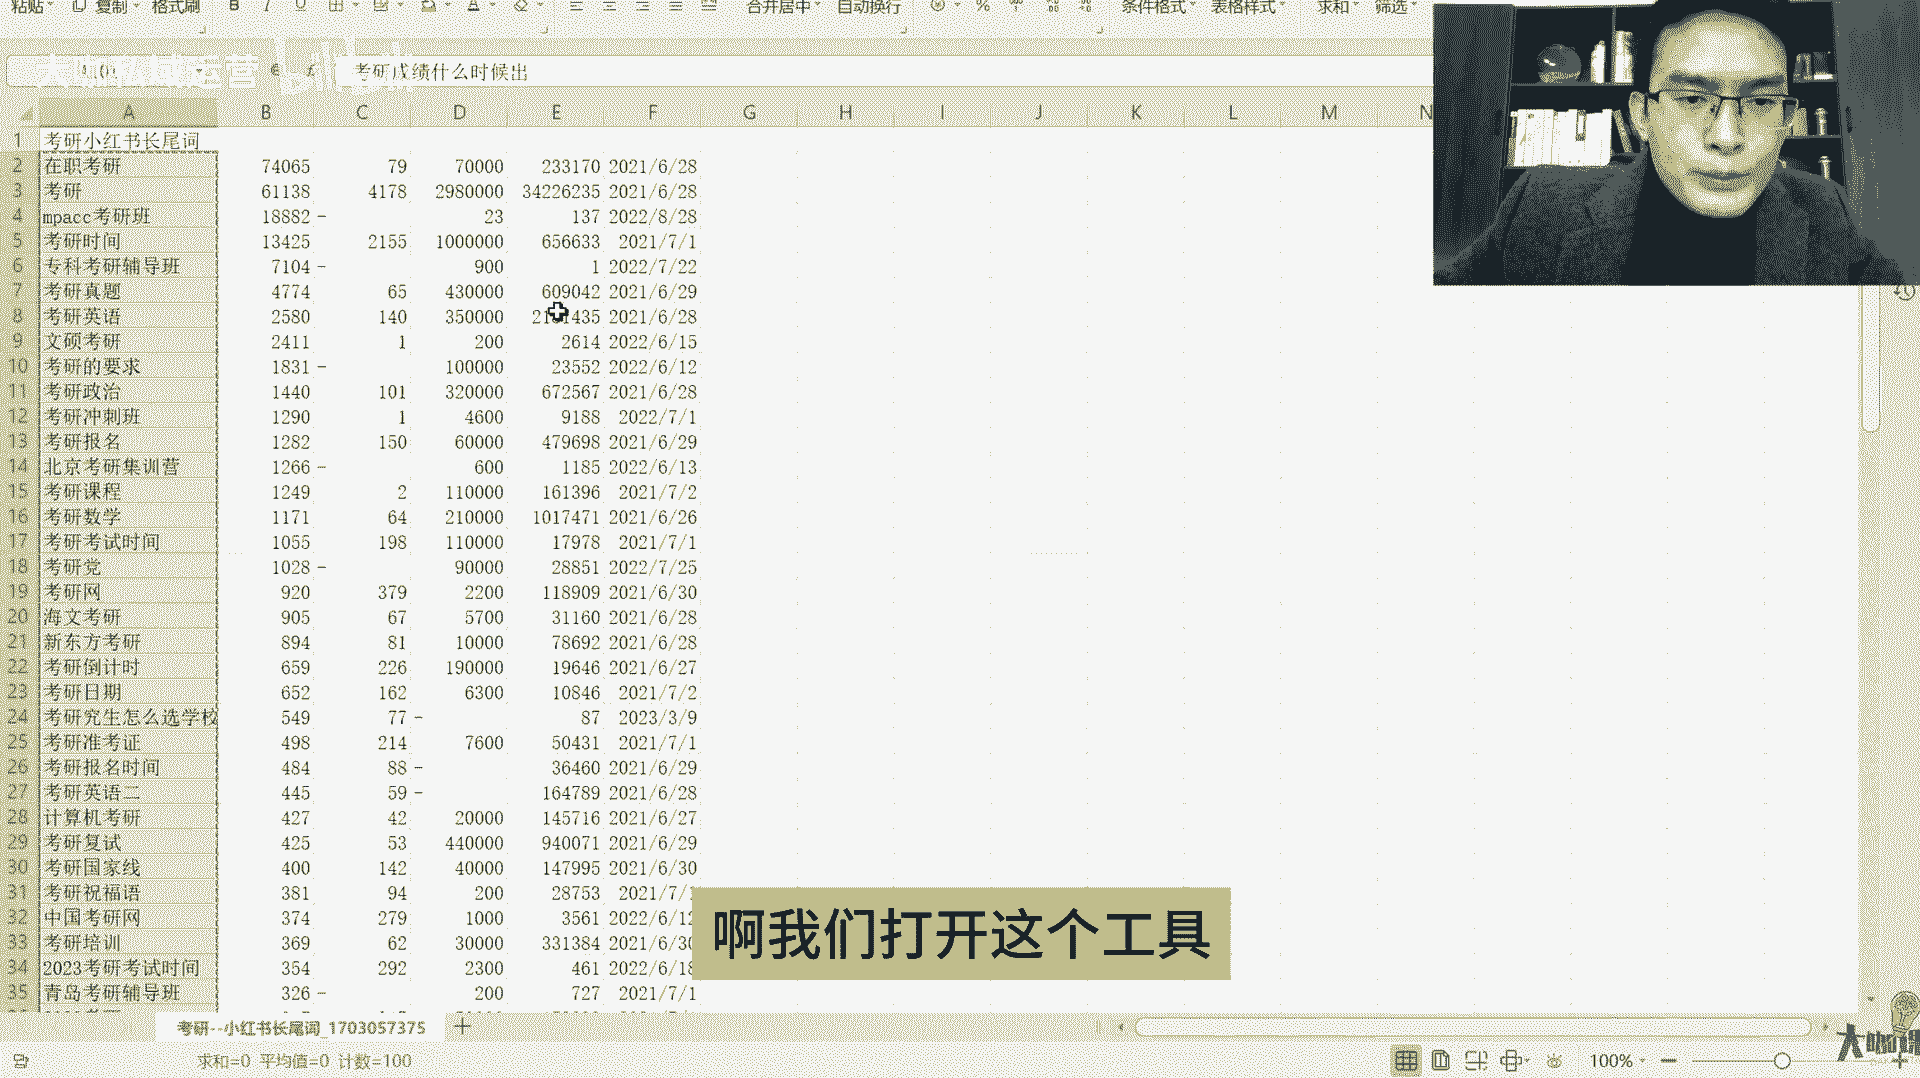 粘贴 复制 格式刷 B I U A 合并居中 自动换行 % 条件格式 表格样式 求和 筛选
运营 考研成绩什么时候出
A B C D E F G H I J K L M N
1 考研小红书长尾词
2 在职考研 74065 79 70000 233170 2021/6/28
3 考研 61138 4178 2980000 34226235 2021/6/28
4 mpacc考研班 18882 - 23 137 2022/8/28
5 考研时间 13425 2155 1000000 656633 2021/7/1
6 专科考研辅导班 7104 - 900 1 2022/7/22
7 考研真题 4774 65 430000 609042 2021/6/29
8 考研英语 2580 140 350000 2021/6/28
9 文硕考研 2411 1 200 2614 2022/6/15
10 考研的要求 1831 - 100000 23552 2022/6/12
11 考研政治 1440 101 320000 672567 2021/6/28
12 考研冲刺班 1290 1 4600 9188 2022/7/1
13 考研报名 1282 150 60000 479698 2021/6/29
14 北京考研集训营 1266 - 600 1185 2022/6/13
15 考研课程 1249 2 110000 161396 2021/7/2
16 考研数学 1171 64 210000 1017471 2021/6/26
17 考研考试时间 1055 198 110000 17978 2021/7/1
18 考研党 1028 - 90000 28851 2022/7/25
19 考研网 920 379 2200 118909 2021/6/30
20 海文考研 905 67 5700 31160 2021/6/28
21 新东方考研 894 81 10000 78692 2021/6/28
22 考研倒计时 659 226 190000 19646 2021/6/27
23 考研日期 652 162 6300 10846 2021/7/2
24 考研究生怎么选学校 549 77 - 87 2023/3/9
25 考研准考证 498 214 7600 50431 2021/7/1
26 考研报名时间 484 88 - 36460 2021/6/29
27 考研英语二 445 59 - 164789 2021/6/28
28 计算机考研 427 42 20000 145716 2021/6/27
29 考研复试 425 53 440000 940071 2021/6/29
30 考研国家线 400 142 40000 147995 2021/6/30
31 考研祝福语 381 94 200 28753
32 中国考研网 374 279 1000 3561
33 考研培训 369 62 30000 331384
34 2023考研考试时间 354 292 2300 461
35 青岛考研辅导班 326 - 200 727 2021/7/1
啊我们打开这个工具
考研--小红书长尾词_1703057375
求和=0 平均值=0 计数=100 100%